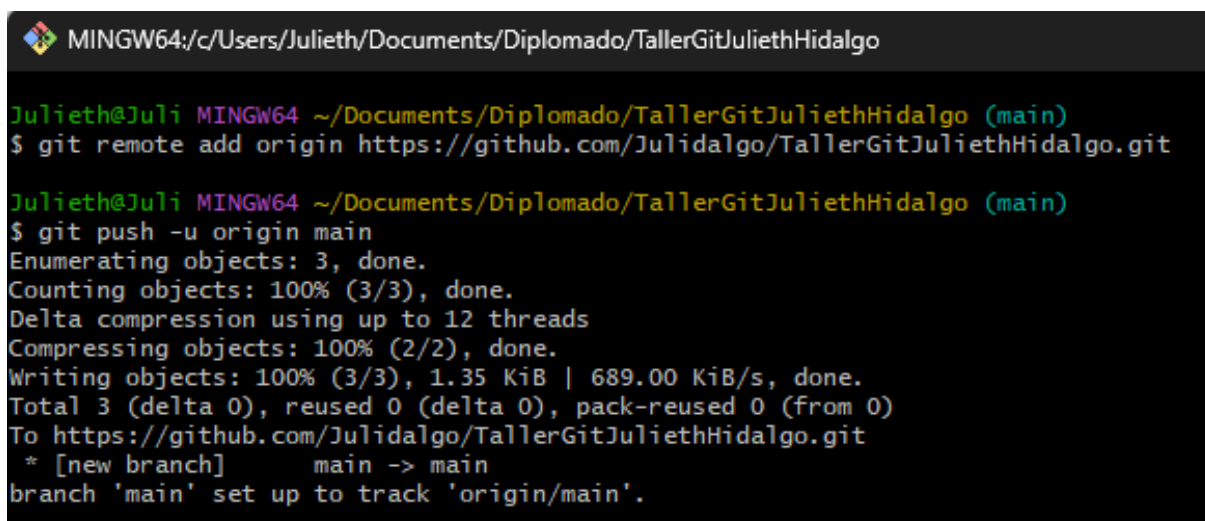 MINGW64:/c/Users/Julieth/Documents/Diplomado/TallerGitJuliethHidalgo
Julieth@Juli MINGW64 ~/Documents/Diplomado/TallerGitJuliethHidalgo (main)
$ git remote add origin https://github.com/Julidalgo/TallerGitJuliethHidalgo.git
Julieth@Juli MINGW64 ~/Documents/Diplomado/TallerGitJuliethHidalgo (main)
$ git push -u origin main
Enumerating objects: 3, done.
Counting objects: 100% (3/3), done.
Delta compression using up to 12 threads
Compressing objects: 100% (2/2), done.
Writing objects: 100% (3/3), 1.35 KiB | 689.00 KiB/s, done.
Total 3 (delta 0), reused 0 (delta 0), pack-reused 0 (from 0)
To https://github.com/Julidalgo/TallerGitJuliethHidalgo.git
 * [new branch]      main -> main
branch 'main' set up to track 'origin/main'.